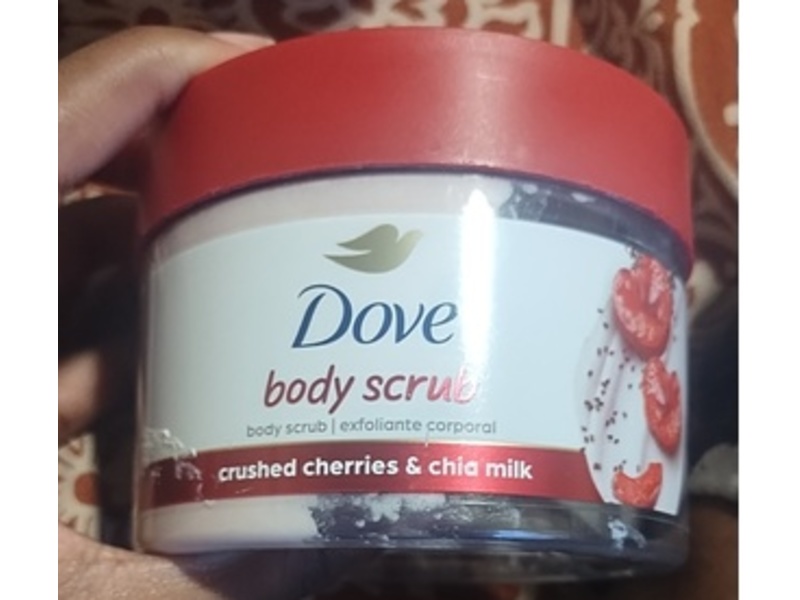 Dove
body scrub
body scrub | exfoliante corporal
crushed cherries & chia milk